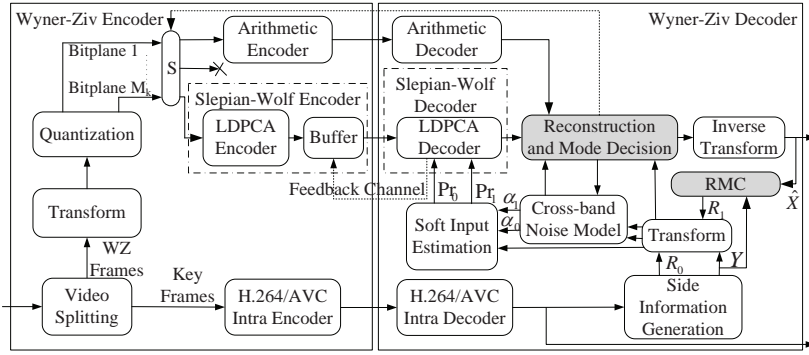 Wyner-Ziv Encoder
Wyner-Ziv Decoder
Bitplane 1
Bitplane M_k
S
Arithmetic
Encoder
Arithmetic
Decoder
Slepian-Wolf Encoder
Slepian-Wolf
Decoder
Quantization
LDPCA
Encoder
Buffer
LDPCA
Decoder
Reconstruction
and Mode Decision
Inverse
Transform
Feedback Channel
Pr_0
Pr_1
α_1
α_0
RMC
X̂
R_1
Transform
Soft Input
Estimation
Cross-band
Noise Model
Transform
WZ
Frames
Key
Frames
R_0
Y
Video
Splitting
H.264/AVC
Intra Encoder
H.264/AVC
Intra Decoder
Side
Information
Generation